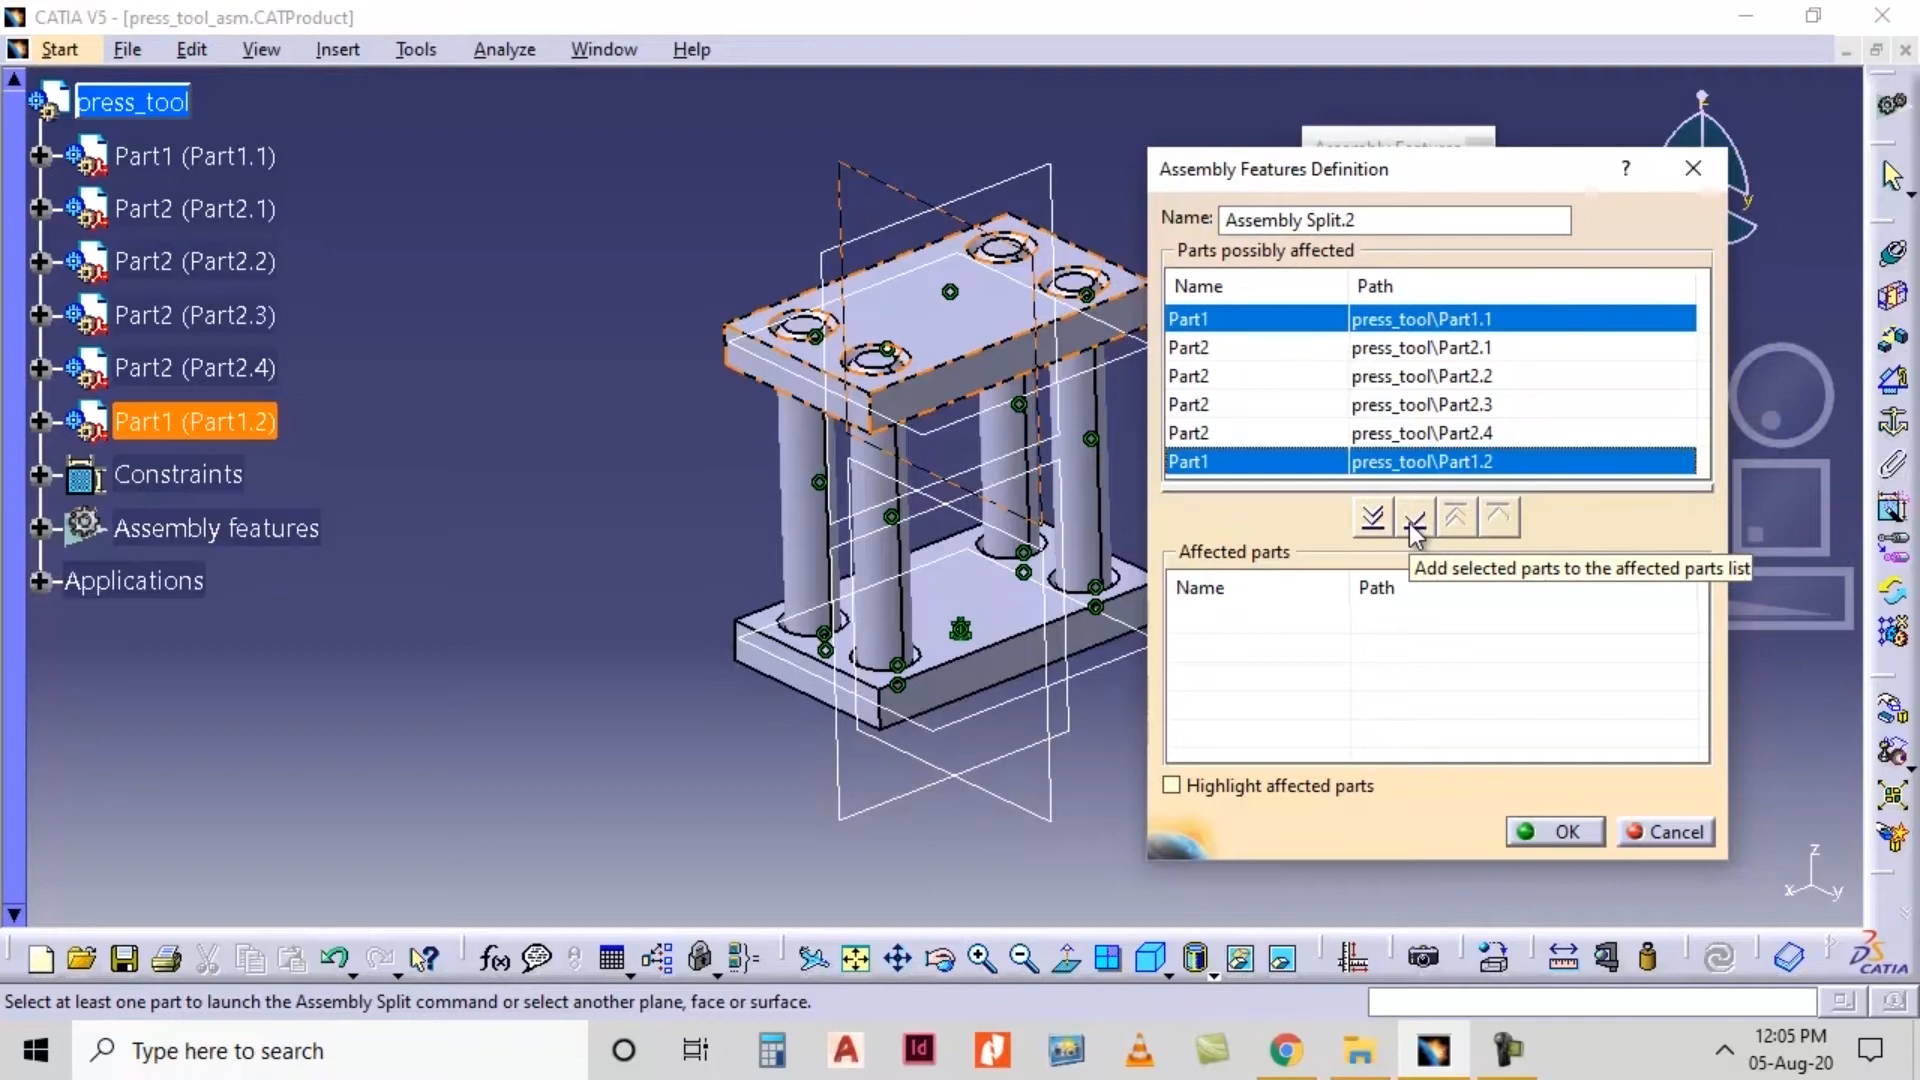 CATIA V5 - [press_tool_asm.CATProduct]
Start File Edit View Insert Tools Analyze Window Help
press_tool
Part1 (Part1.1)
Part2 (Part2.1)
Part2 (Part2.2)
Part2 (Part2.3)
Part2 (Part2.4)
Part1 (Part1.2)
Constraints
Assembly features
Applications
Assembly Features Definition ?
Name: Assembly Split.2
Parts possibly affected
Name Path
Part1 press_tool\Part1.1
Part2 press_tool\Part2.1
Part2 press_tool\Part2.2
Part2 press_tool\Part2.3
Part2 press_tool\Part2.4
Part1 press_tool\Part1.2
Affected parts
Add selected parts to the affected parts list
Name Path
Highlight affected parts
OK Cancel
y
z
x y
f(x)
CATIA
Select at least one part to launch the Assembly Split command or select another plane, face or surface.
Type here to search
A
Id
12:05 PM
05-Aug-20